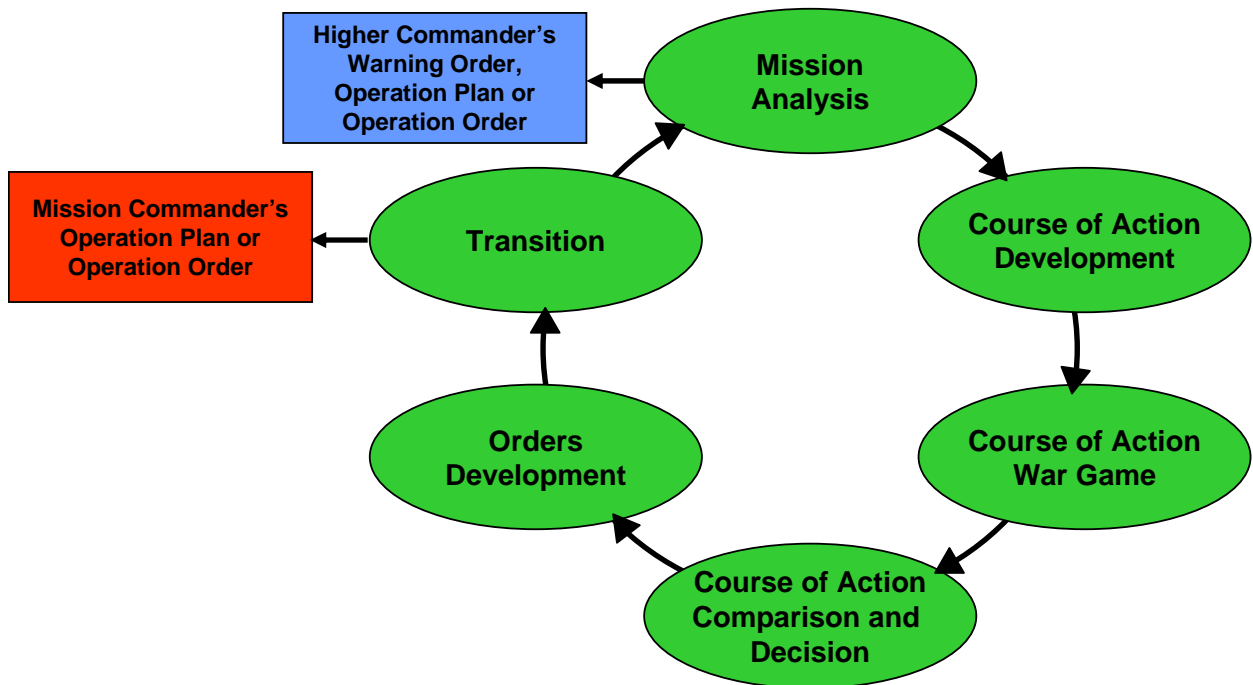 Higher Commander's
Warning Order,
Operation Plan or
Operation Order
Mission
Analysis
Mission Commander's
Operation Plan or
Operation Order
Transition
Course of Action
Development
Orders
Development
Course of Action
War Game
Course of Action
Comparison and
Decision